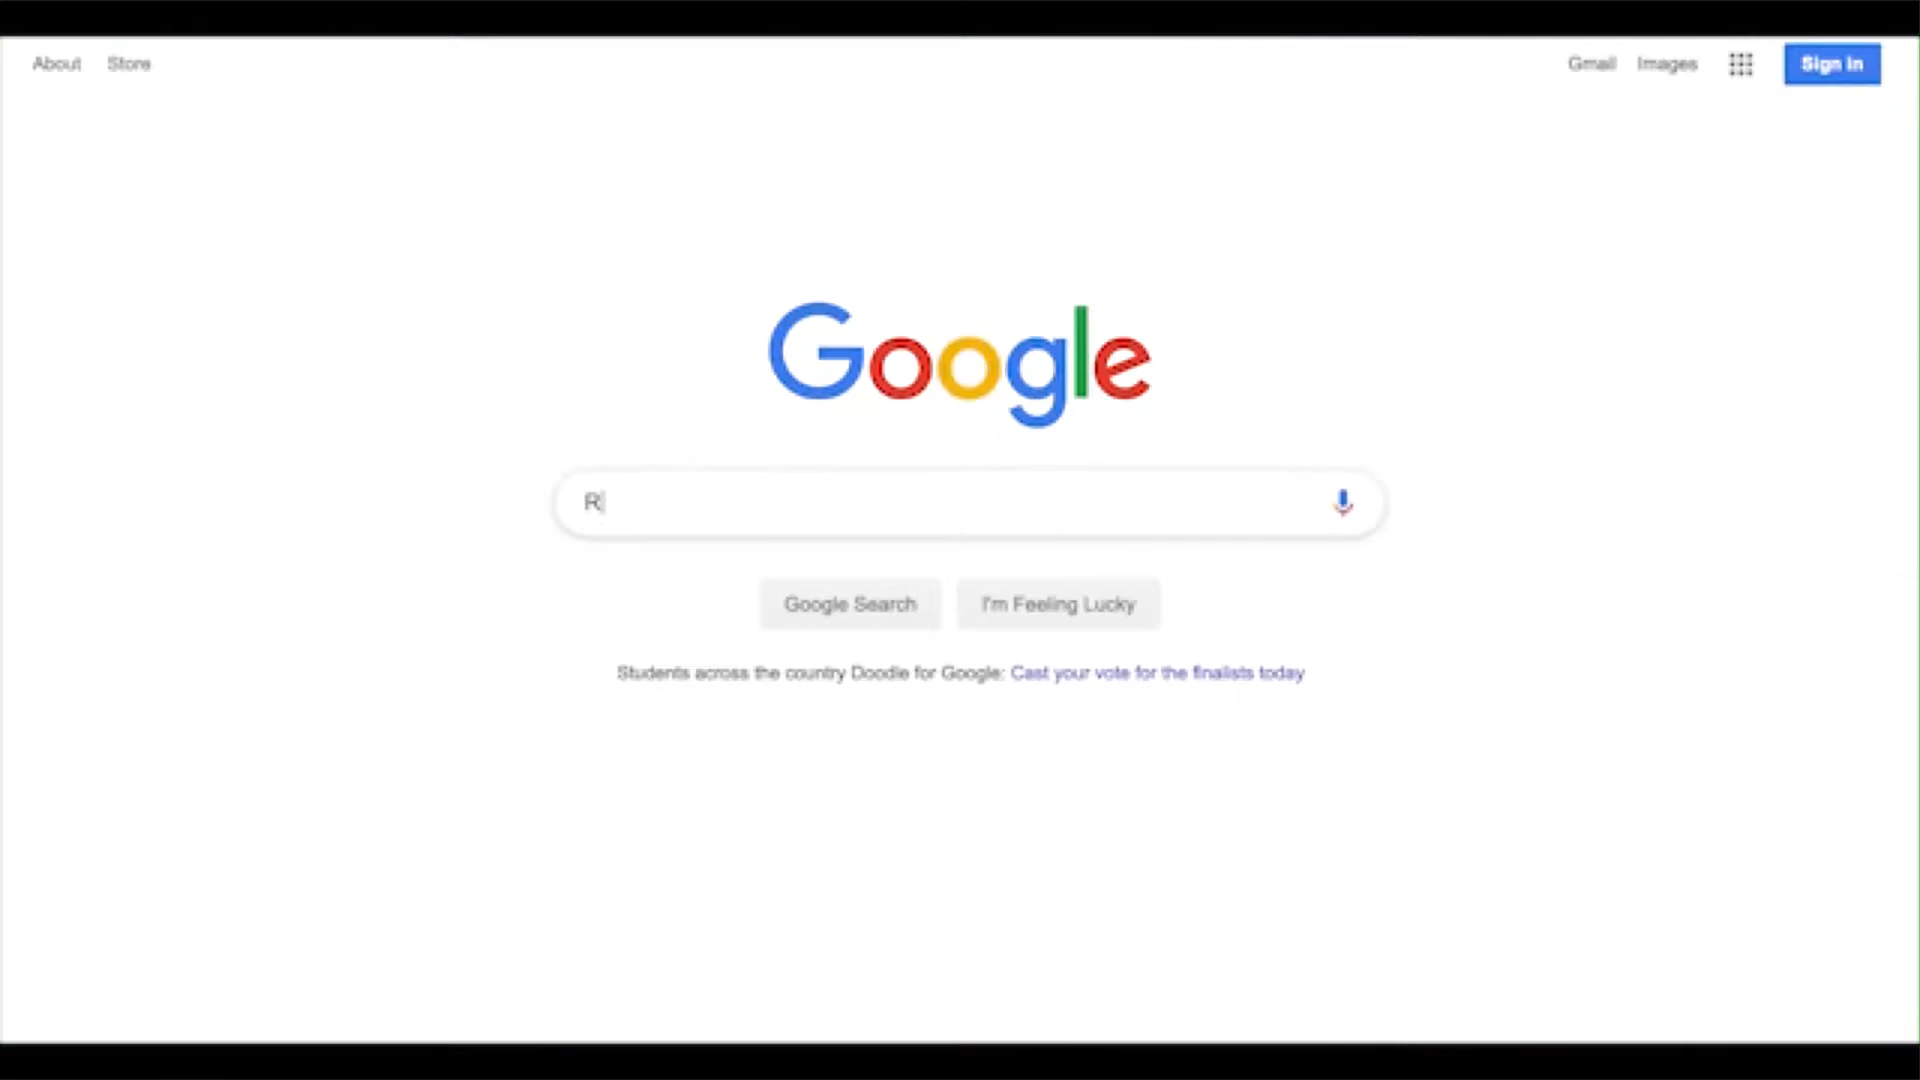 About Store Gmail Images Sign in
Google
R
Google Search I'm Feeling Lucky
Students across the country Doodle for Google: Cast your vote for the finalists today